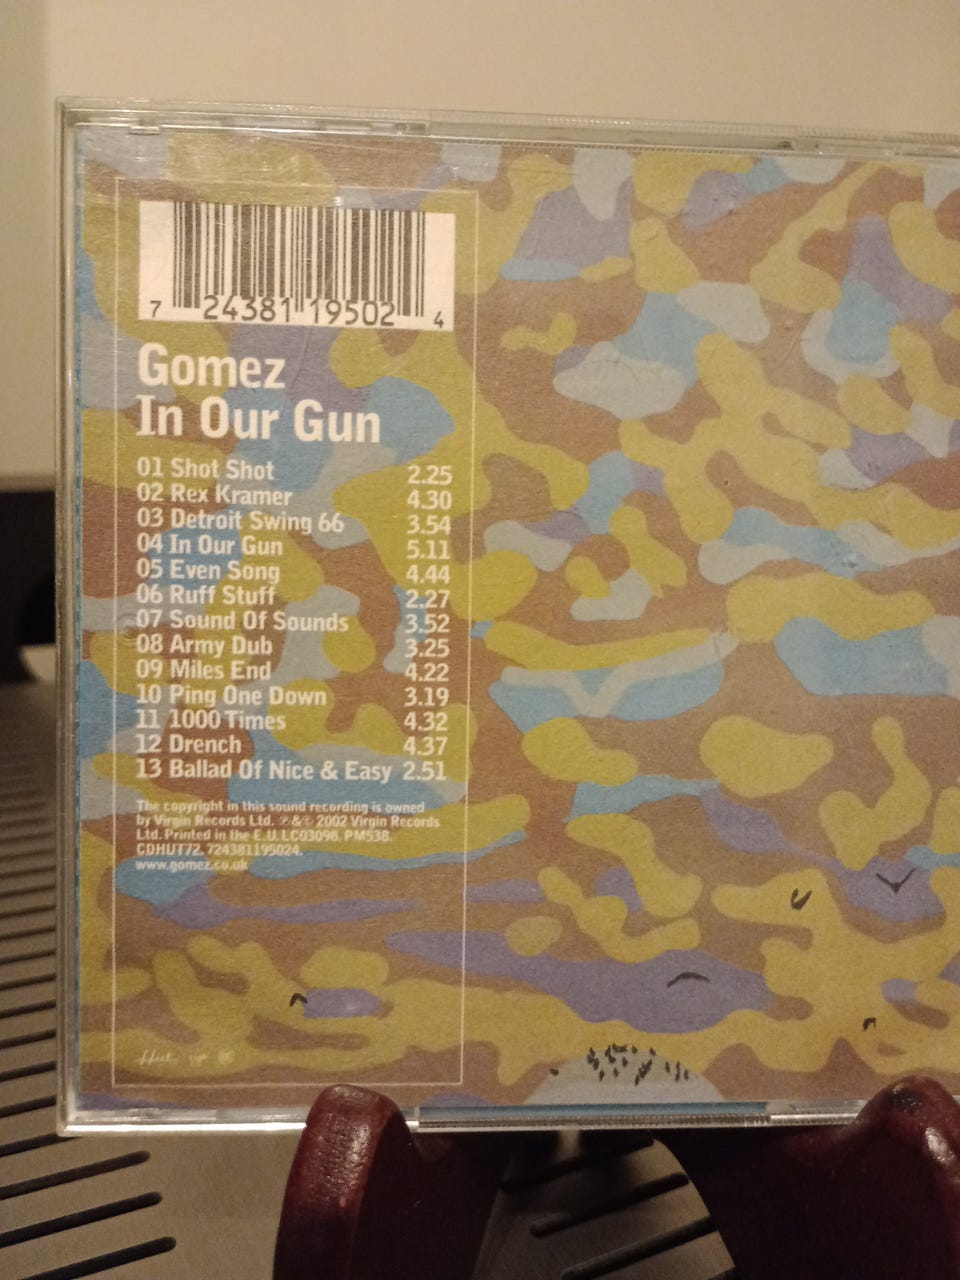 7 24381 19502 4
Gomez
In Our Gun
01 Shot Shot 2.25
02 Rex Kramer 4.30
03 Detroit Swing 66 3.54
04 In Our Gun 5.11
05 Even Song 4.44
06 Ruff Stuff 2.27
07 Sound Of Sounds 3.52
08 Army Dub 3.25
09 Miles End 4.22
10 Ping One Down 3.19
11 1000 Times 4.32
12 Drench 4.37
13 Ballad Of Nice & Easy 2.51
The copyright in this sound recording is owned
by Virgin Records Ltd. ℗&© 2002 Virgin Records
Ltd. Printed in the E.U. LC03098. PM538.
CDHUT72. 724381195024.
www.gomez.co.uk
Hut